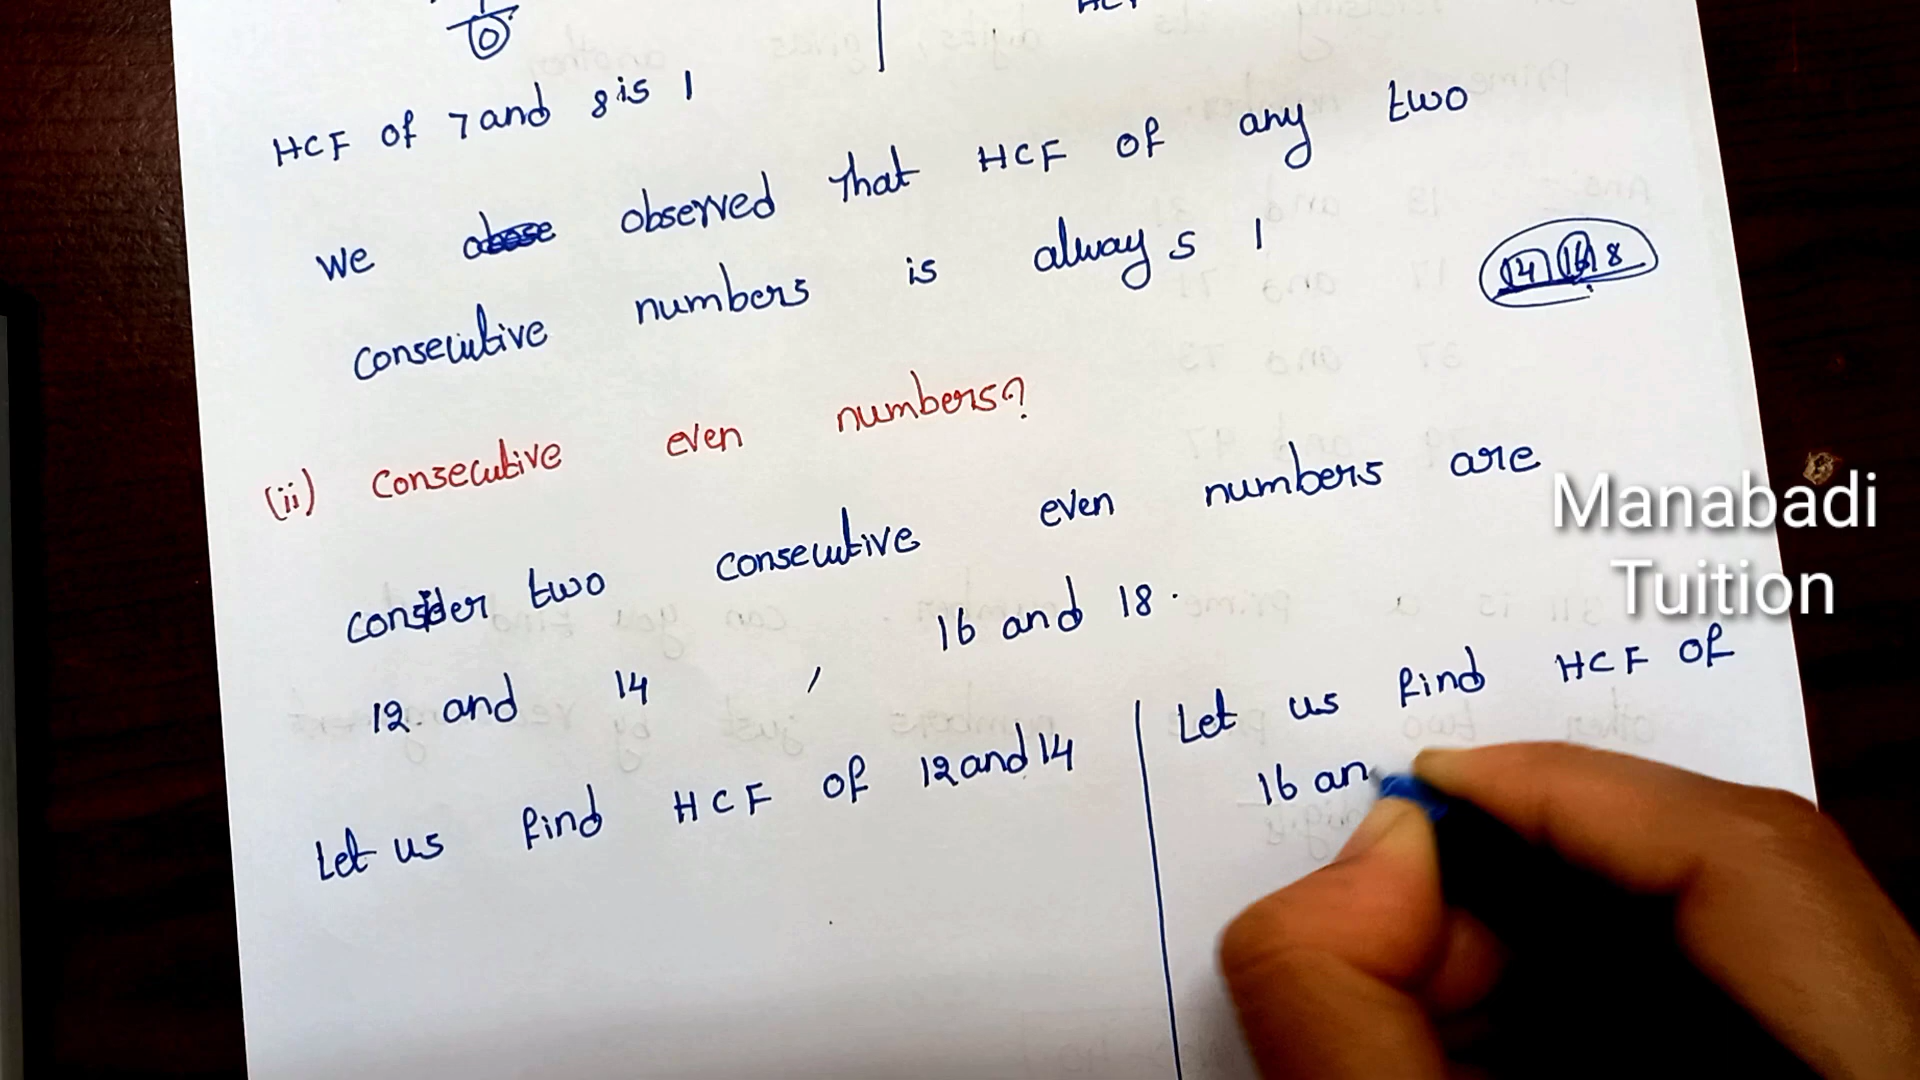 HCF of 7 and 8 is 1
We observed that HCF of any two
consecutive numbers is always 1
14 16 8
(ii) consecutive even numbers?
consider two consecutive even numbers are
12 and 14 , 16 and 18.
Let us find HCF of 12 and 14
Let us find HCF of
16 an
Manabadi
Tuition